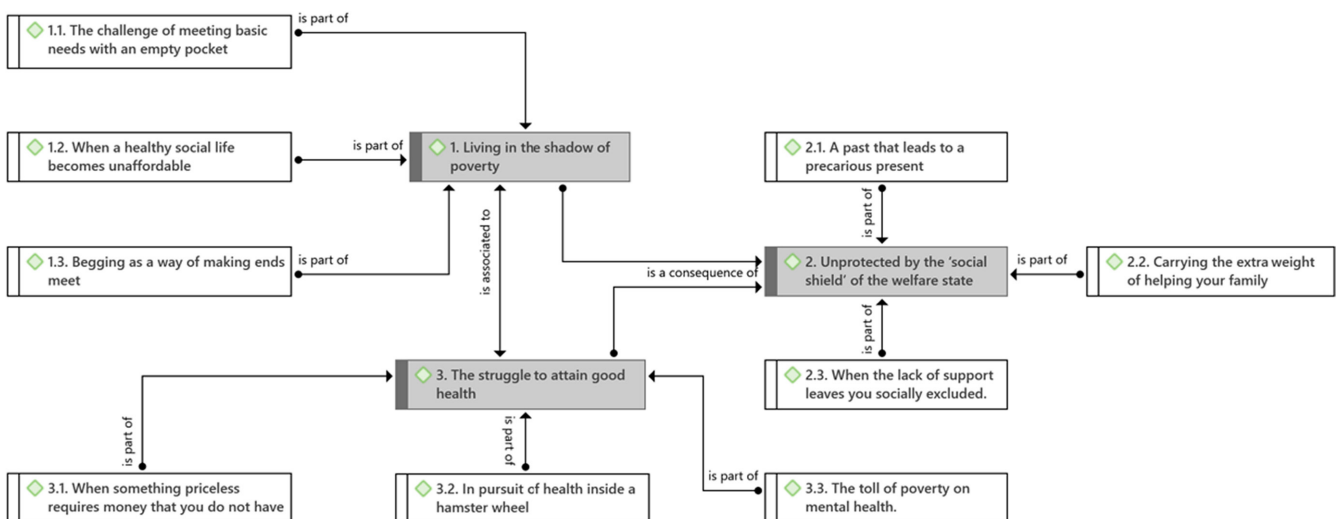 is part of
1.1. The challenge of meeting basic
needs with an empty pocket
1.2. When a healthy social life
becomes unaffordable
is part of
1. Living in the shadow of
poverty
2.1. A past that leads to a
precarious present
is part of
1.3. Begging as a way of making ends
meet
is part of
is associated to
is a consequence of
2. Unprotected by the ‘social
shield’ of the welfare state
is part of
2.2. Carrying the extra weight
of helping your family
is part of
3. The struggle to attain good
health
2.3. When the lack of support
leaves you socially excluded.
is part of
is part of
is part of
3.1. When something priceless
requires money that you do not have
3.2. In pursuit of health inside a
hamster wheel
3.3. The toll of poverty on
mental health.